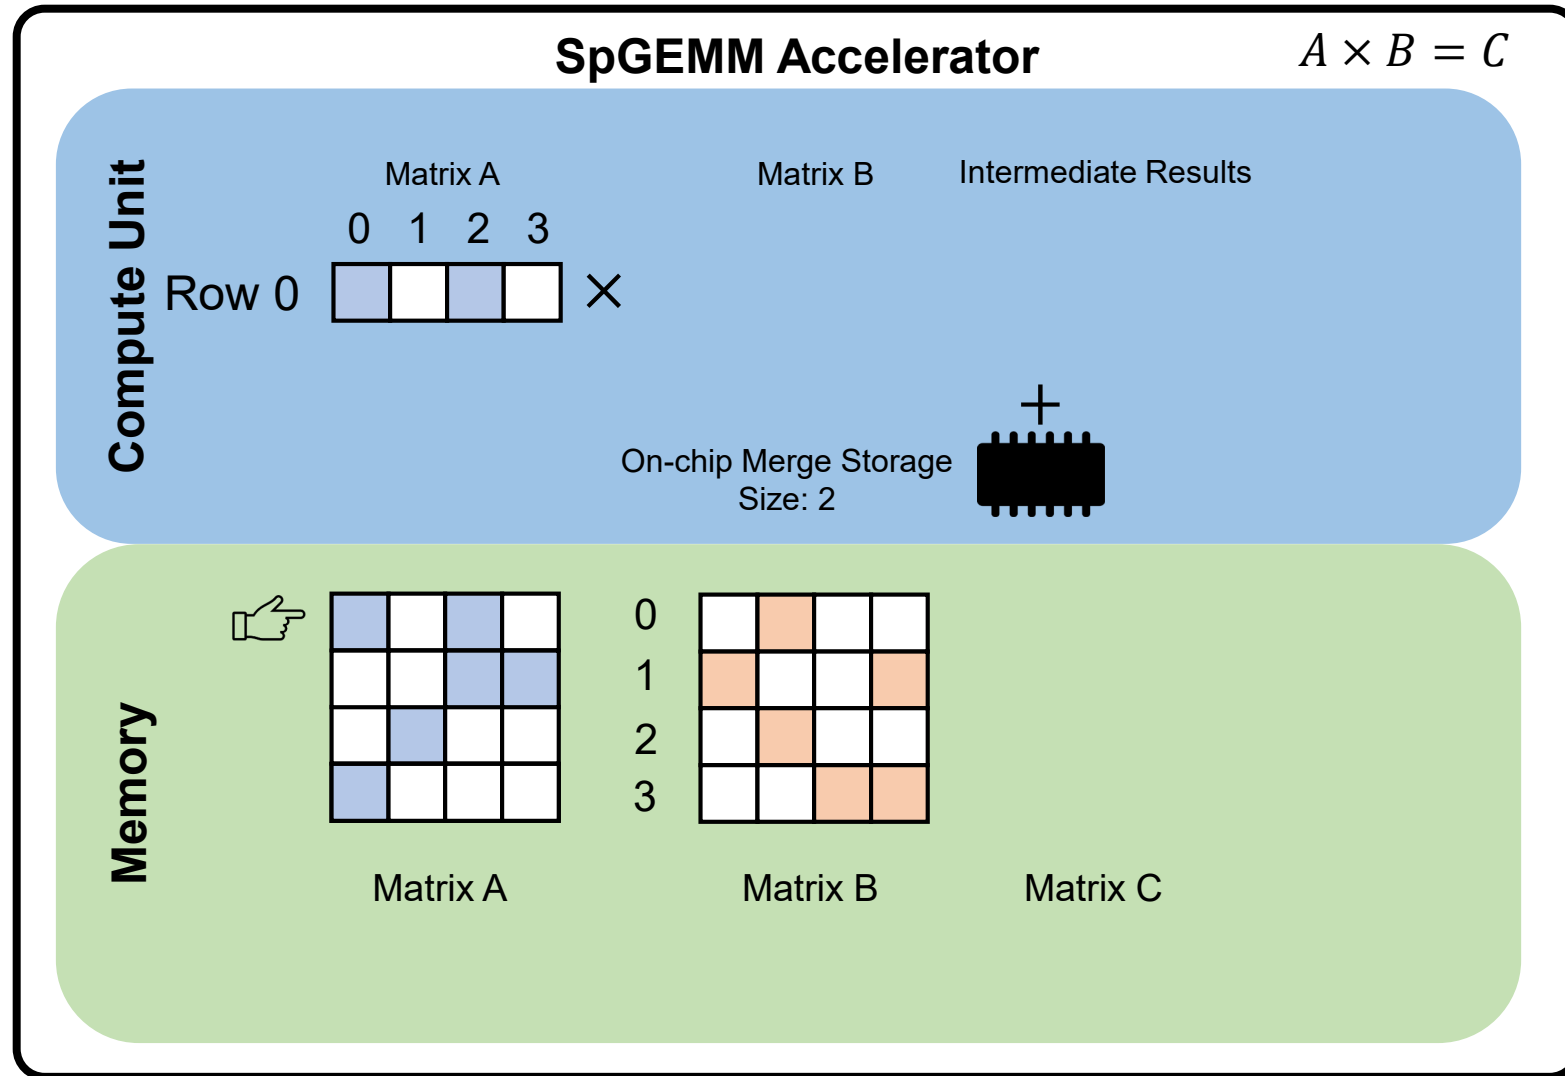 SpGEMM Accelerator
A × B = C
Compute Unit
Matrix A
Matrix B
Intermediate Results
0 1 2 3
Row 0
×
+
On-chip Merge Storage
Size: 2
Memory
0
1
2
3
Matrix A
Matrix B
Matrix C